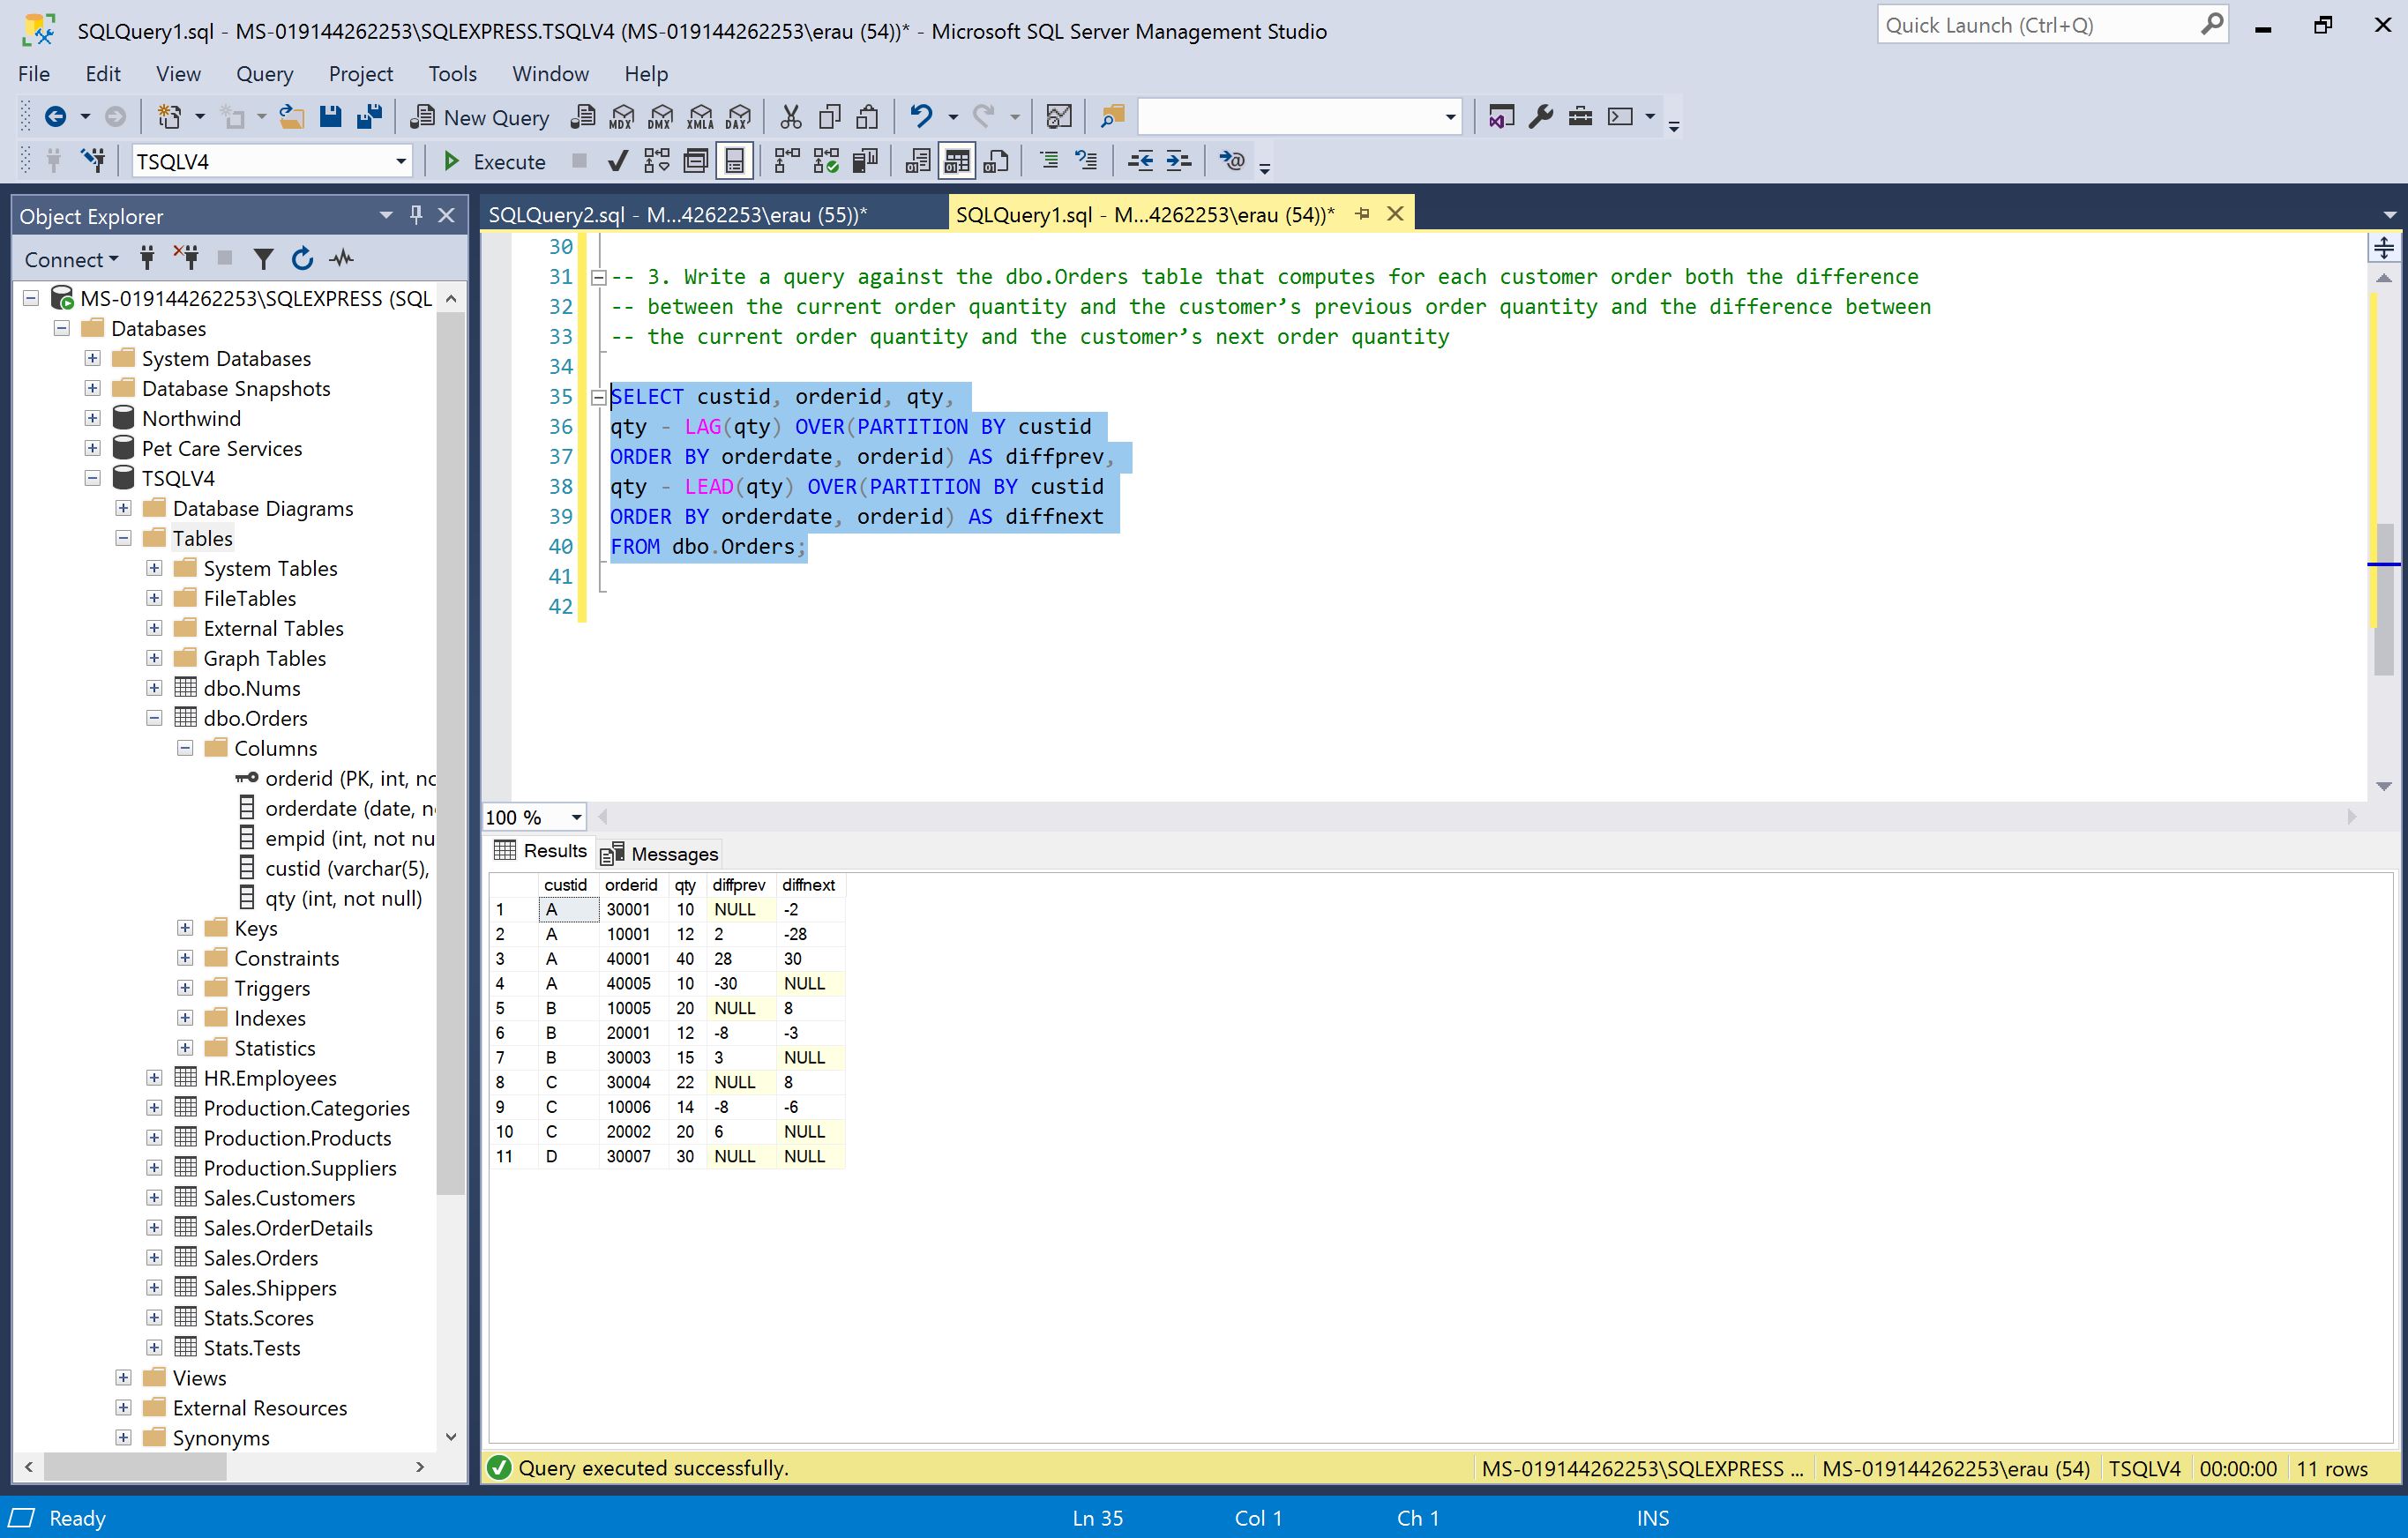 SQLQuery1.sql - MS-019144262253\SQLEXPRESS.TSQLV4 (MS-019144262253\erau (54))* - Microsoft SQL Server Management Studio
Quick Launch (Ctrl+Q)
File Edit View Query Project Tools Window Help
New Query MDX DMX XMLA DAX
TSQLV4 Execute
Object Explorer
Connect
MS-019144262253\SQLEXPRESS (SQL
Databases
System Databases
Database Snapshots
Northwind
Pet Care Services
TSQLV4
Database Diagrams
Tables
System Tables
FileTables
External Tables
Graph Tables
dbo.Nums
dbo.Orders
Columns
orderid (PK, int, nc
orderdate (date, n
empid (int, not nu
custid (varchar(5),
qty (int, not null)
Keys
Constraints
Triggers
Indexes
Statistics
HR.Employees
Production.Categories
Production.Products
Production.Suppliers
Sales.Customers
Sales.OrderDetails
Sales.Orders
Sales.Shippers
Stats.Scores
Stats.Tests
Views
External Resources
Synonyms
SQLQuery2.sql - M...4262253\erau (55))* SQLQuery1.sql - M...4262253\erau (54))*
30
31 -- 3. Write a query against the dbo.Orders table that computes for each customer order both the difference
32 -- between the current order quantity and the customer’s previous order quantity and the difference between
33 -- the current order quantity and the customer’s next order quantity
34
35 SELECT custid, orderid, qty,
36 qty - LAG(qty) OVER(PARTITION BY custid
37 ORDER BY orderdate, orderid) AS diffprev,
38 qty - LEAD(qty) OVER(PARTITION BY custid
39 ORDER BY orderdate, orderid) AS diffnext
40 FROM dbo.Orders;
41
42
100 %
Results Messages
custid orderid qty diffprev diffnext
1 A 30001 10 NULL -2
2 A 10001 12 2 -28
3 A 40001 40 28 30
4 A 40005 10 -30 NULL
5 B 10005 20 NULL 8
6 B 20001 12 -8 -3
7 B 30003 15 3 NULL
8 C 30004 22 NULL 8
9 C 10006 14 -8 -6
10 C 20002 20 6 NULL
11 D 30007 30 NULL NULL
Query executed successfully. MS-019144262253\SQLEXPRESS ... MS-019144262253\erau (54) TSQLV4 00:00:00 11 rows
Ready Ln 35 Col 1 Ch 1 INS